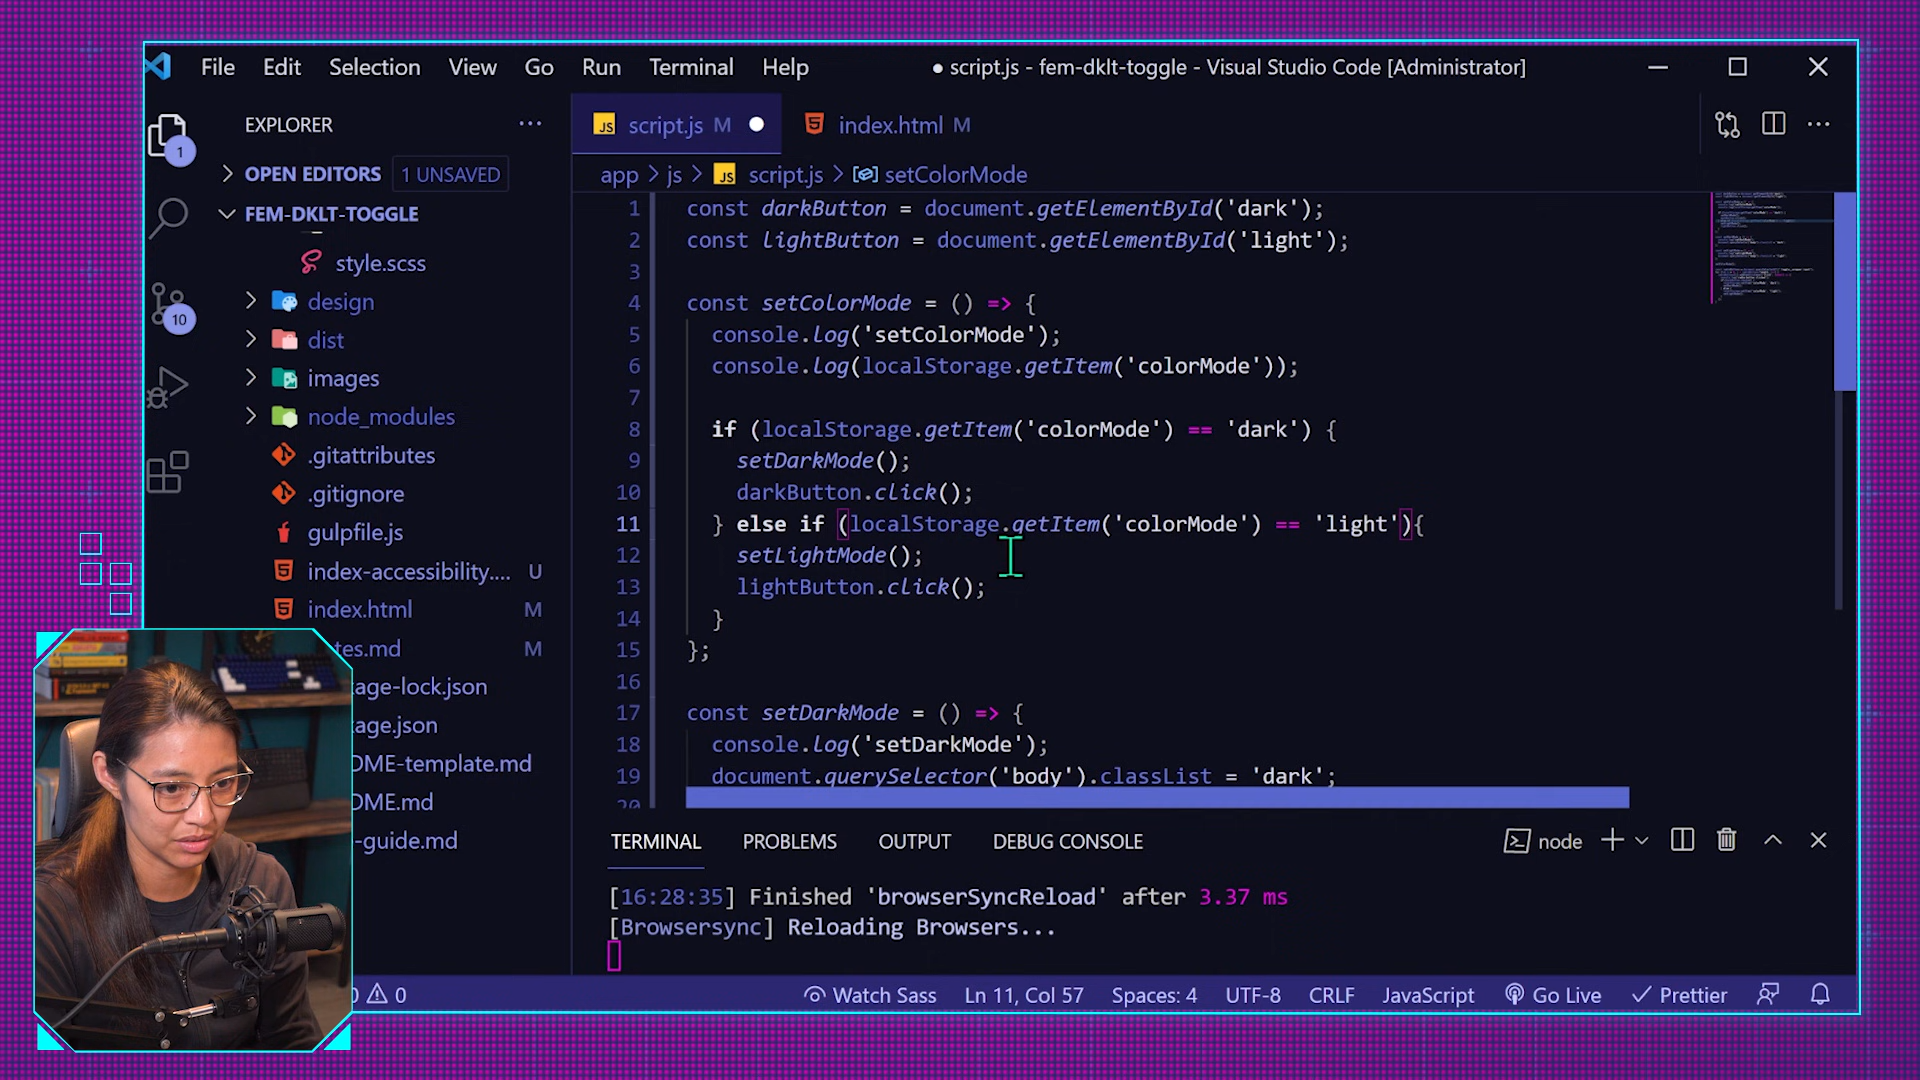 File Edit Selection View Go Run Terminal Help
● script.js - fem-dklt-toggle - Visual Studio Code [Administrator]
EXPLORER
script.js M
index.html M
1
OPEN EDITORS
1 UNSAVED
app > js > JS script.js > setColorMode
FEM-DKLT-TOGGLE
style.scss
design
10
dist
images
node_modules
.gitattributes
.gitignore
gulpfile.js
index-accessibility.... U
index.html M
tes.md M
age-lock.json
age.json
OME-template.md
OME.md
-guide.md
1 const darkButton = document.getElementById('dark');
2 const lightButton = document.getElementById('light');
3
4 const setColorMode = () => {
5 console.log('setColorMode');
6 console.log(localStorage.getItem('colorMode'));
7
8 if (localStorage.getItem('colorMode') == 'dark') {
9 setDarkMode();
10 darkButton.click();
11 } else if (localStorage.getItem('colorMode') == 'light'){
12 setLightMode();
13 lightButton.click();
14 }
15 };
16
17 const setDarkMode = () => {
18 console.log('setDarkMode');
19 document.querySelector('body').classList = 'dark';
20
TERMINAL PROBLEMS OUTPUT DEBUG CONSOLE
node
[16:28:35] Finished 'browserSyncReload' after 3.37 ms
[Browsersync] Reloading Browsers...
0 0 Watch Sass Ln 11, Col 57 Spaces: 4 UTF-8 CRLF JavaScript Go Live Prettier